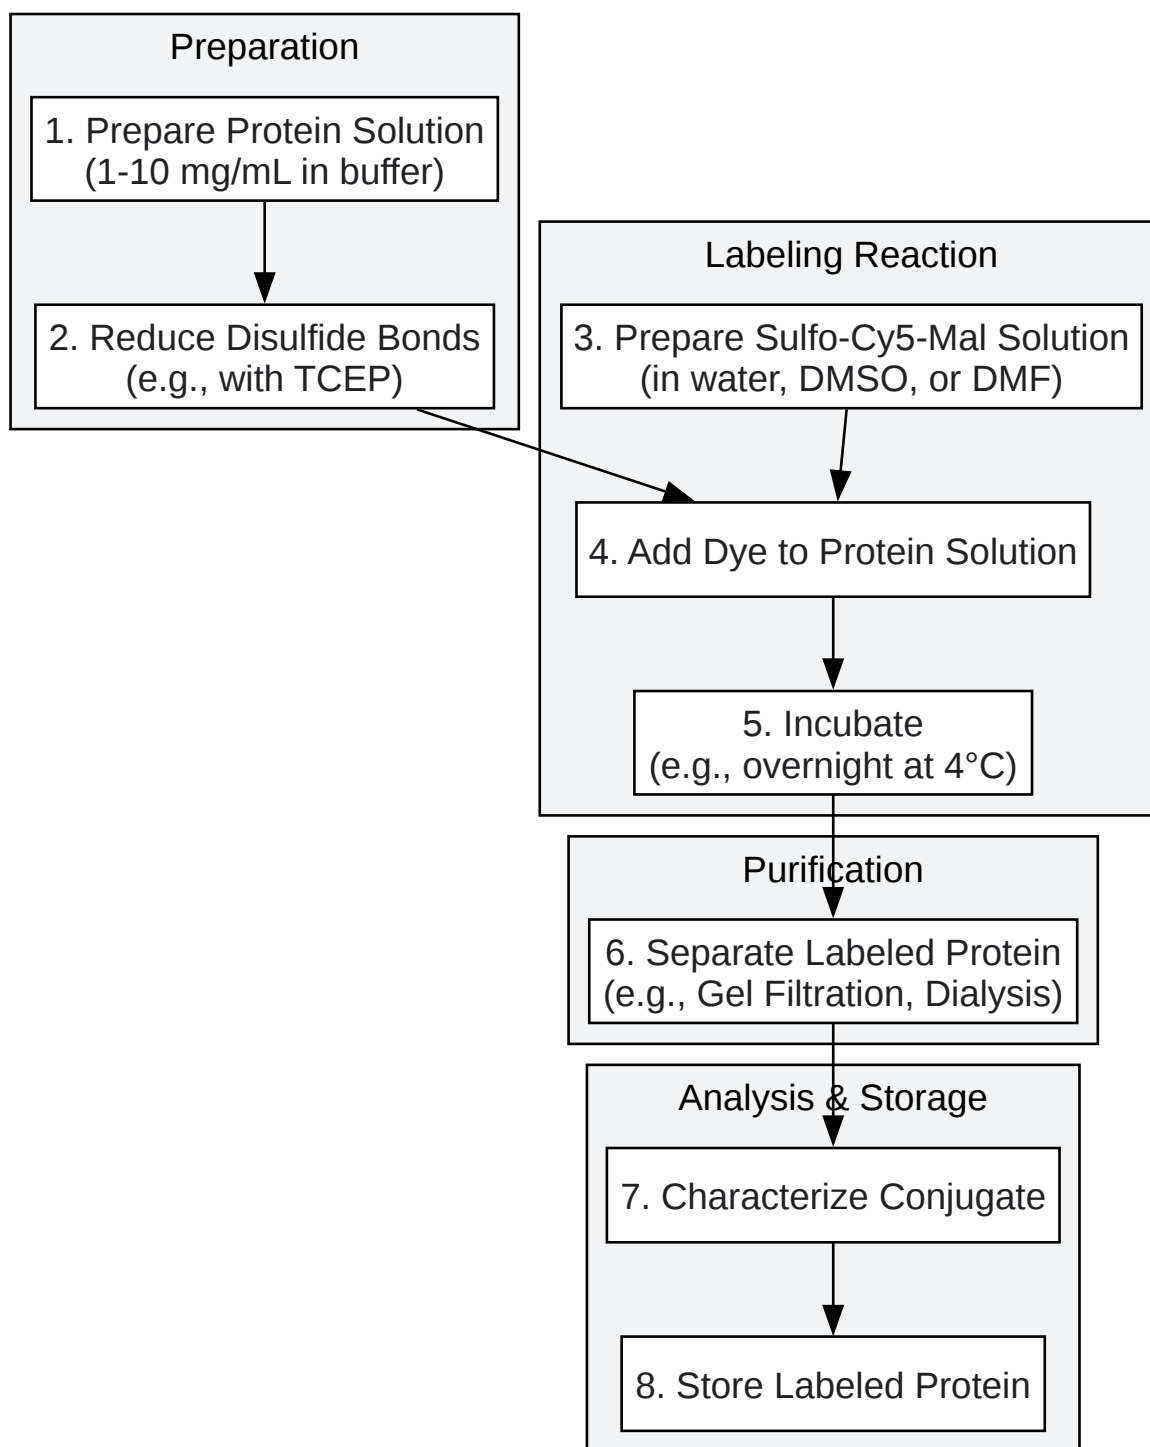 Preparation
1. Prepare Protein Solution
(1-10 mg/mL in buffer)
2. Reduce Disulfide Bonds
(e.g., with TCEP)
Labeling Reaction
3. Prepare Sulfo-Cy5-Mal Solution
(in water, DMSO, or DMF)
4. Add Dye to Protein Solution
5. Incubate
(e.g., overnight at 4°C)
Purification
6. Separate Labeled Protein
(e.g., Gel Filtration, Dialysis)
Analysis & Storage
7. Characterize Conjugate
8. Store Labeled Protein